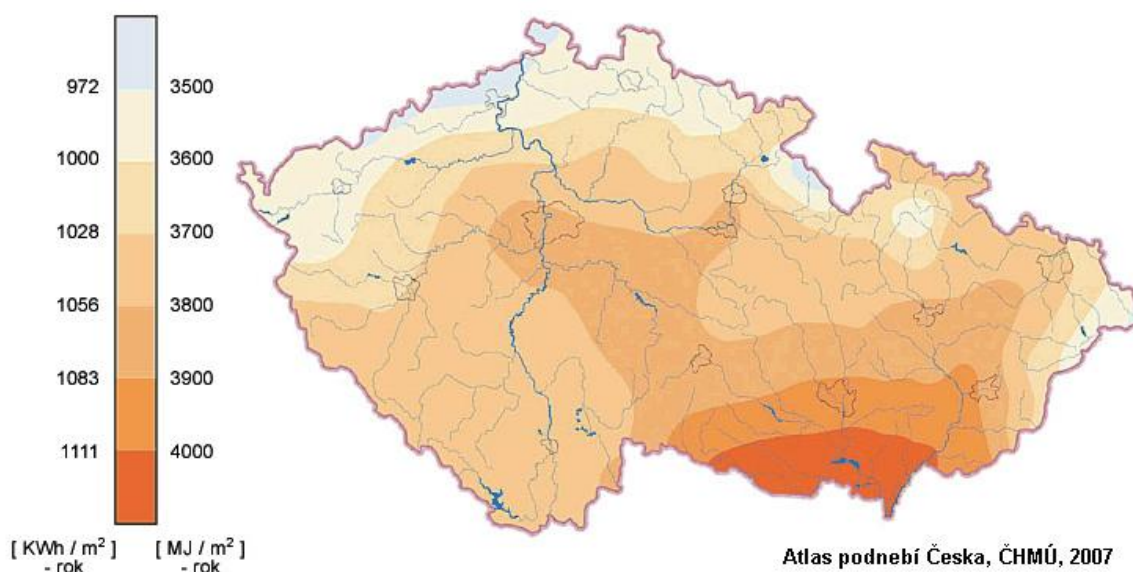 972 3500
1000 3600
1028 3700
1056 3800
1083 3900
1111 4000
[ KWh / m² ] [ MJ / m² ]
- rok - rok
Atlas podnebí Česka, ČHMÚ, 2007